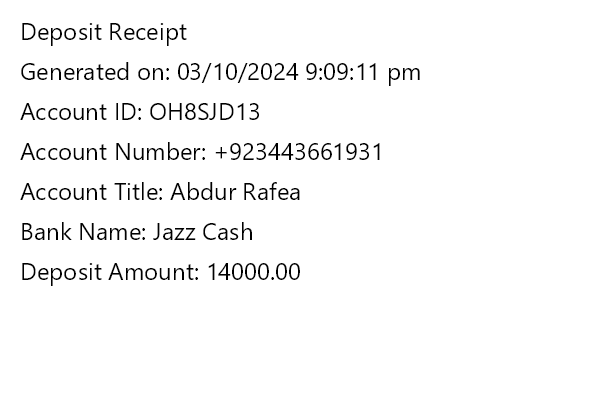 Deposit Receipt
Generated on: 03/10/2024 9:09:11 pm
Account ID: OH8SJD13
Account Number: +923443661931
Account Title: Abdur Rafea
Bank Name: Jazz Cash
Deposit Amount: 14000.00